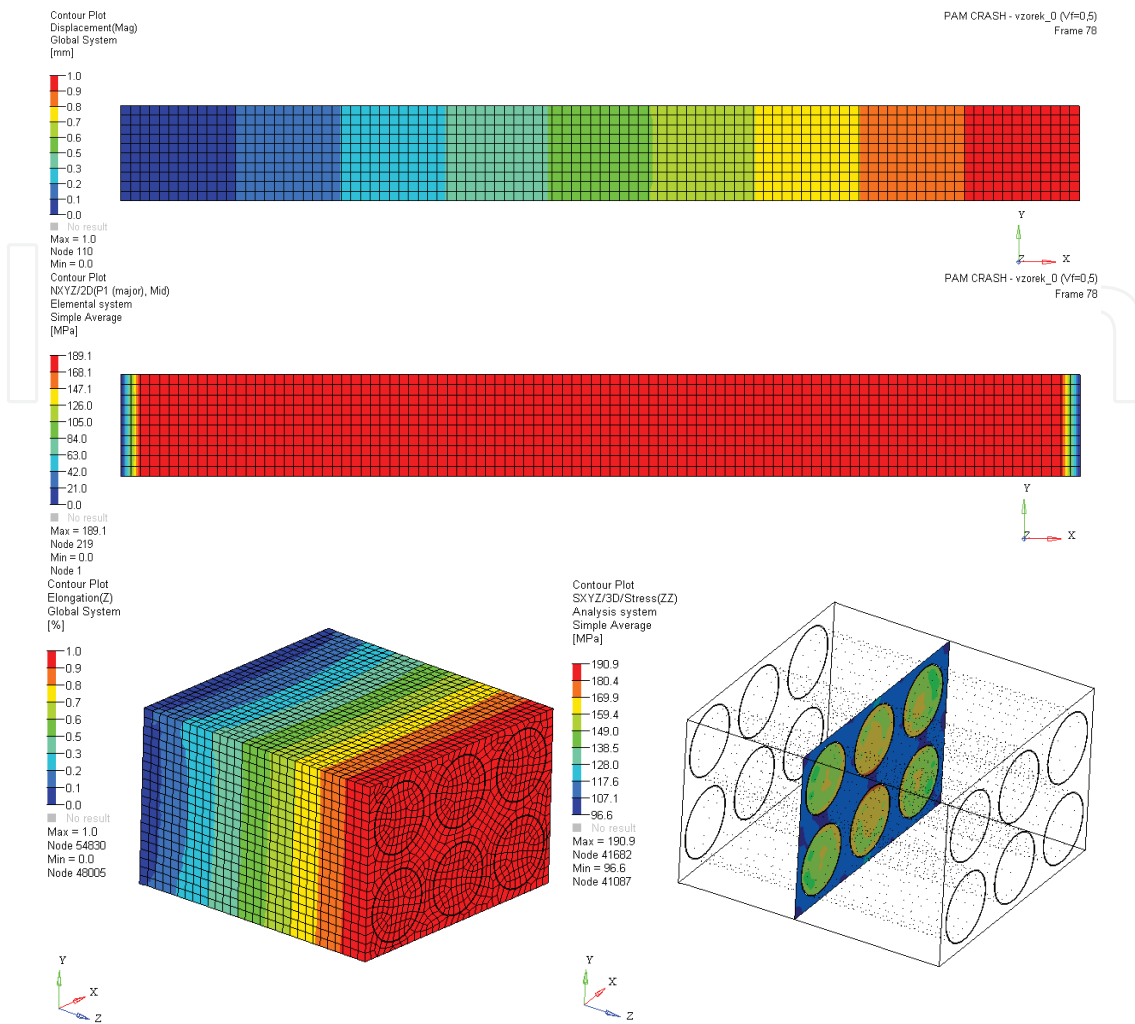 Contour Plot
Displacement(Mag)
Global System
[mm]
1.0
0.9
0.8
0.7
0.6
0.5
0.3
0.2
0.1
0.0
No result
Max = 1.0
Node 110
Min = 0.0
PAM CRASH - vzorek_0 (Vf=0,5)
Frame 78
Y
Z
X
Contour Plot
NXYZ/2D(P1 (major), Mid)
Elemental system
Simple Average
[MPa]
189.1
168.1
147.1
126.0
105.0
84.0
63.0
42.0
21.0
0.0
No result
Max = 189.1
Node 219
Min = 0.0
Node 1
PAM CRASH - vzorek_0 (Vf=0,5)
Frame 78
Y
Z
X
Contour Plot
Elongation(Z)
Global System
[%]
1.0
0.9
0.8
0.7
0.6
0.5
0.3
0.2
0.1
0.0
No result
Max = 1.0
Node 54830
Min = 0.0
Node 48005
Y
X
Z
Contour Plot
SXYZ/3D/Stress(ZZ)
Analysis system
Simple Average
[MPa]
190.9
180.4
169.9
159.4
149.0
138.5
128.0
117.6
107.1
96.6
No result
Max = 190.9
Node 41682
Min = 96.6
Node 41087
Y
X
Z